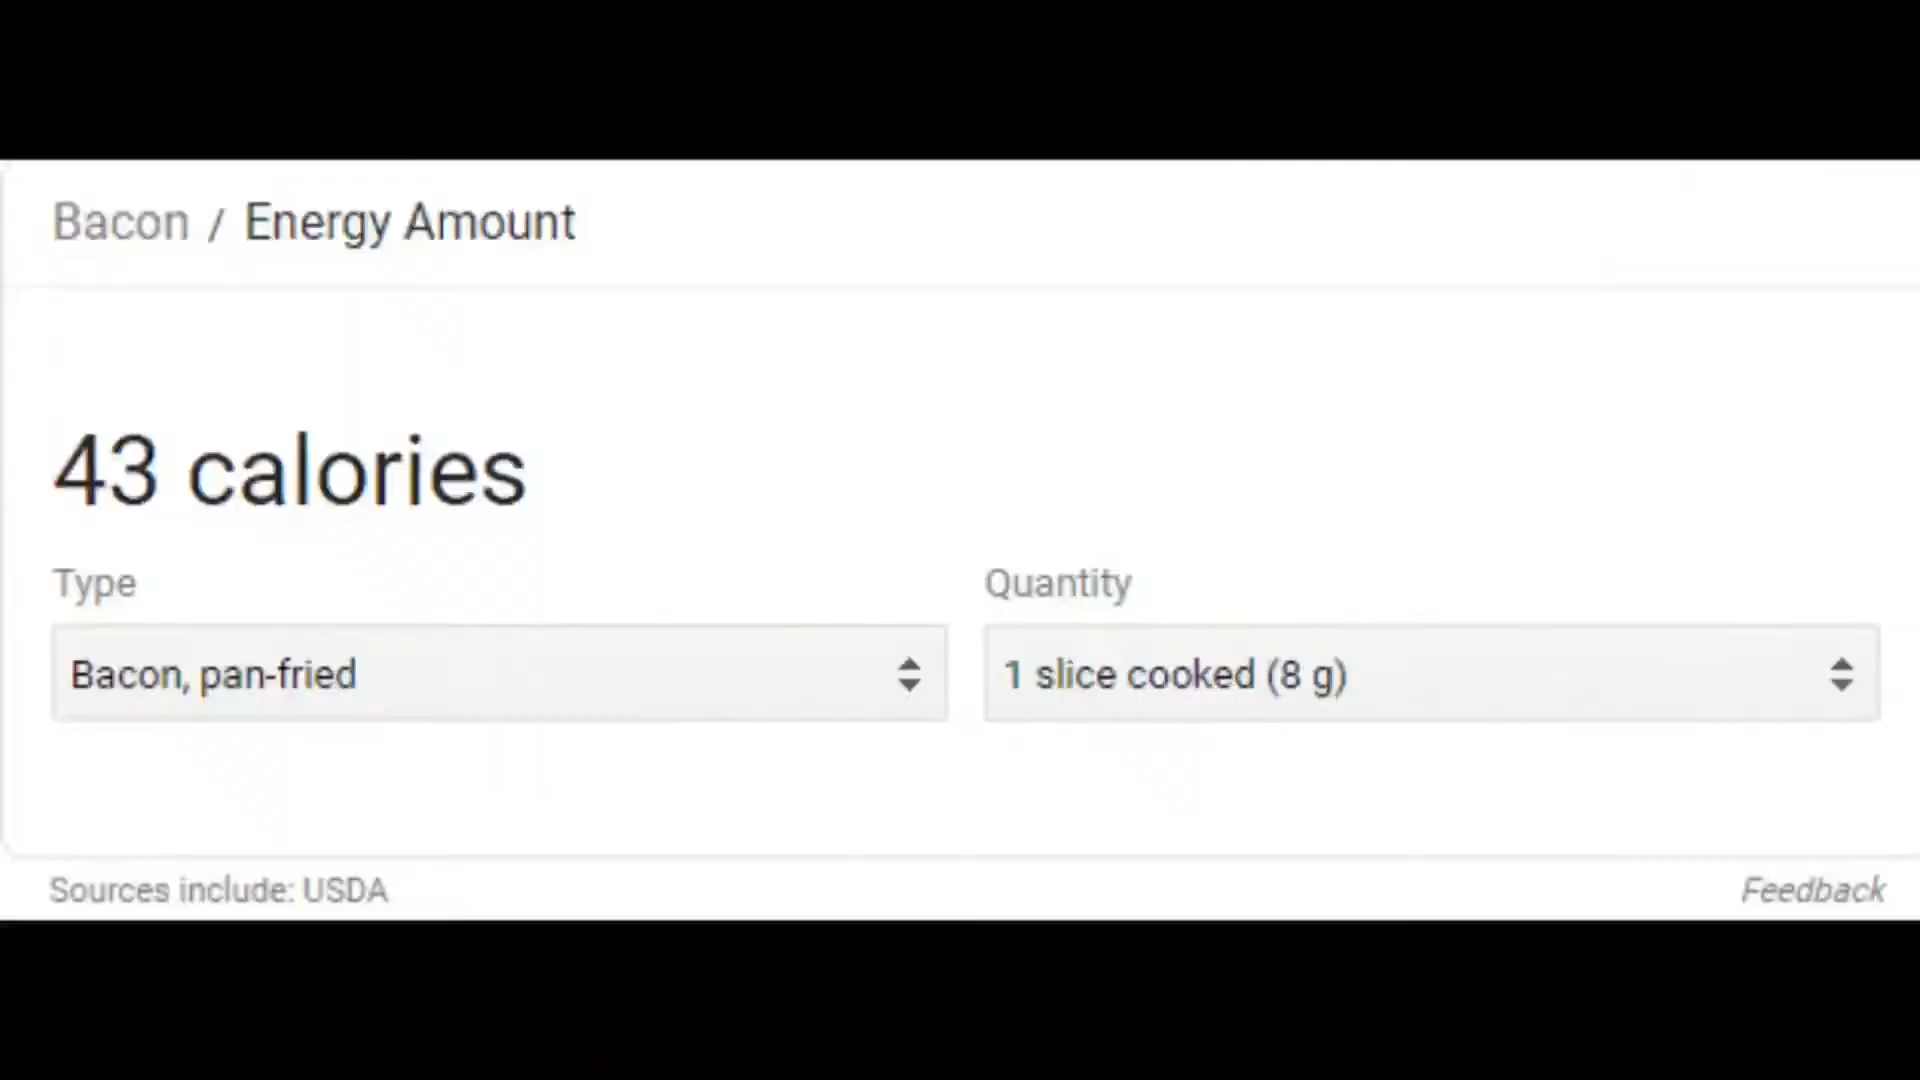 Bacon / Energy Amount
43 calories
Type
Quantity
Bacon, pan-fried
1 slice cooked (8 g)
Sources include: USDA
Feedback